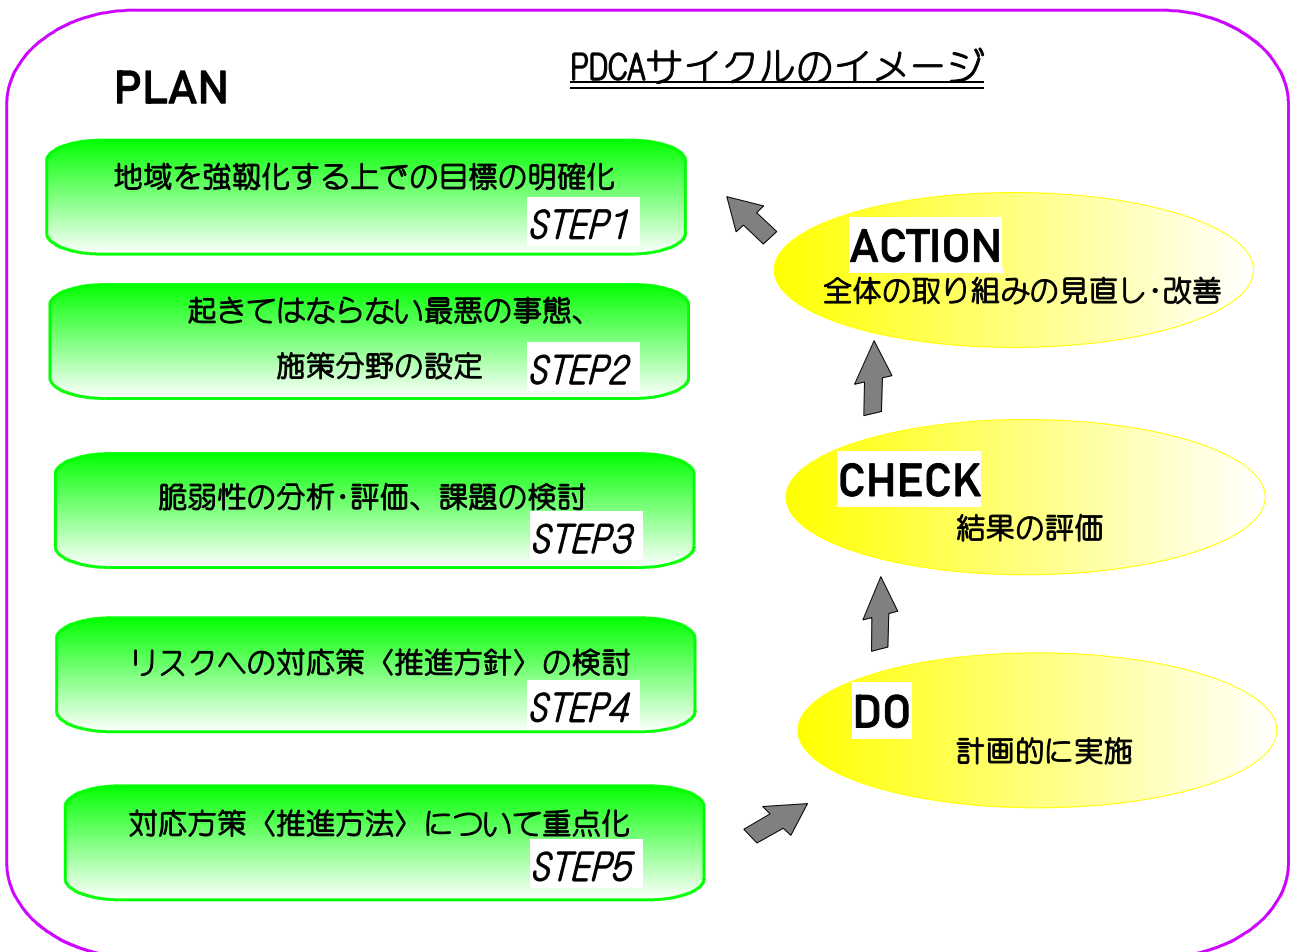 PDCAサイクルのイメージ
PLAN
地域を強靱化する上での目標の明確化
STEP1
起きてはならない最悪の事態、
施策分野の設定
STEP2
脆弱性の分析・評価、課題の検討
STEP3
リスクへの対応策〈推進方針〉の検討
STEP4
対応方策〈推進方法〉について重点化
STEP5
ACTION
全体の取り組みの見直し・改善
CHECK
結果の評価
DO
計画的に実施